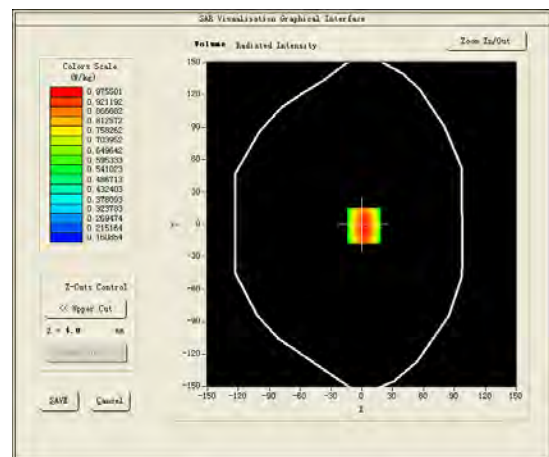 SAR Visualisation Graphical Interface
Volume Radiated Intensity
Zoom In/Out
Colors Scale
(W/kg)
0.975501
0.921192
0.866882
0.812572
0.758262
0.703952
0.649642
0.595333
0.541023
0.486713
0.432403
0.378093
0.323783
0.269474
0.215164
0.160854
150
120
90
60
30
0
-30
-60
-90
-120
-150
Y
-150 -120 -90 -60 -30 0 30 60 90 120 150
X
Z-Cuts Control
<< Upper Cut
Z = 4.0 mm
SAVE Cancel